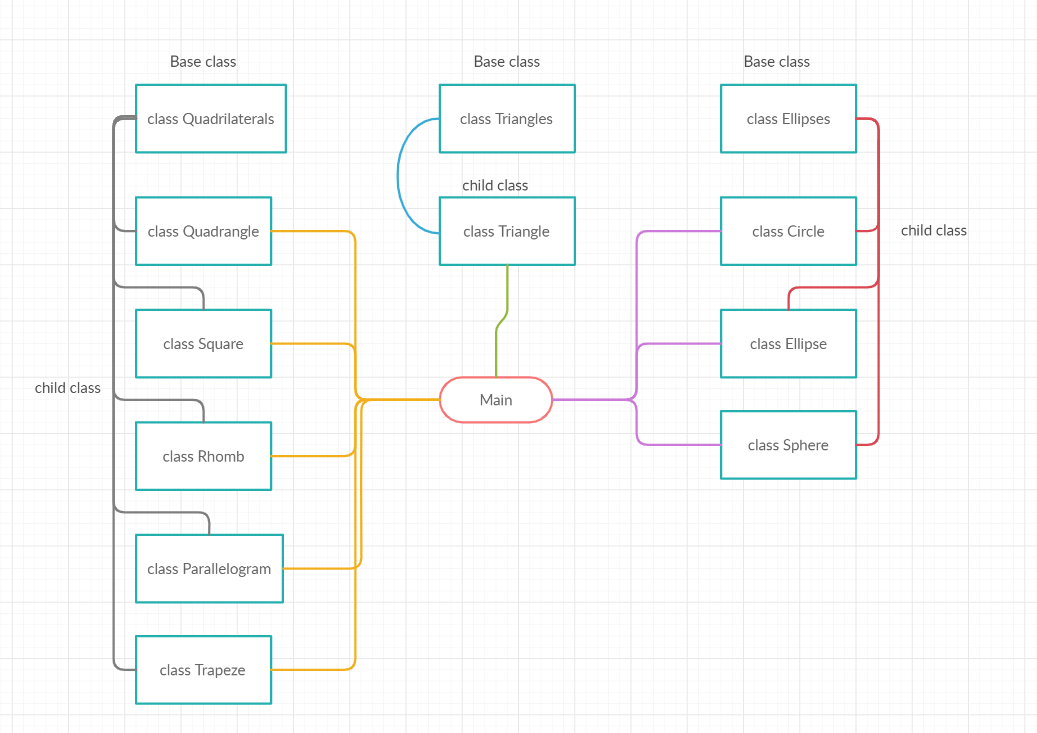 Base class
class Quadrilaterals
class Quadrangle
class Square
child class
class Rhomb
class Parallelogram
class Trapeze
Base class
class Triangles
child class
class Triangle
Main
Base class
class Ellipses
class Circle
child class
class Ellipse
class Sphere